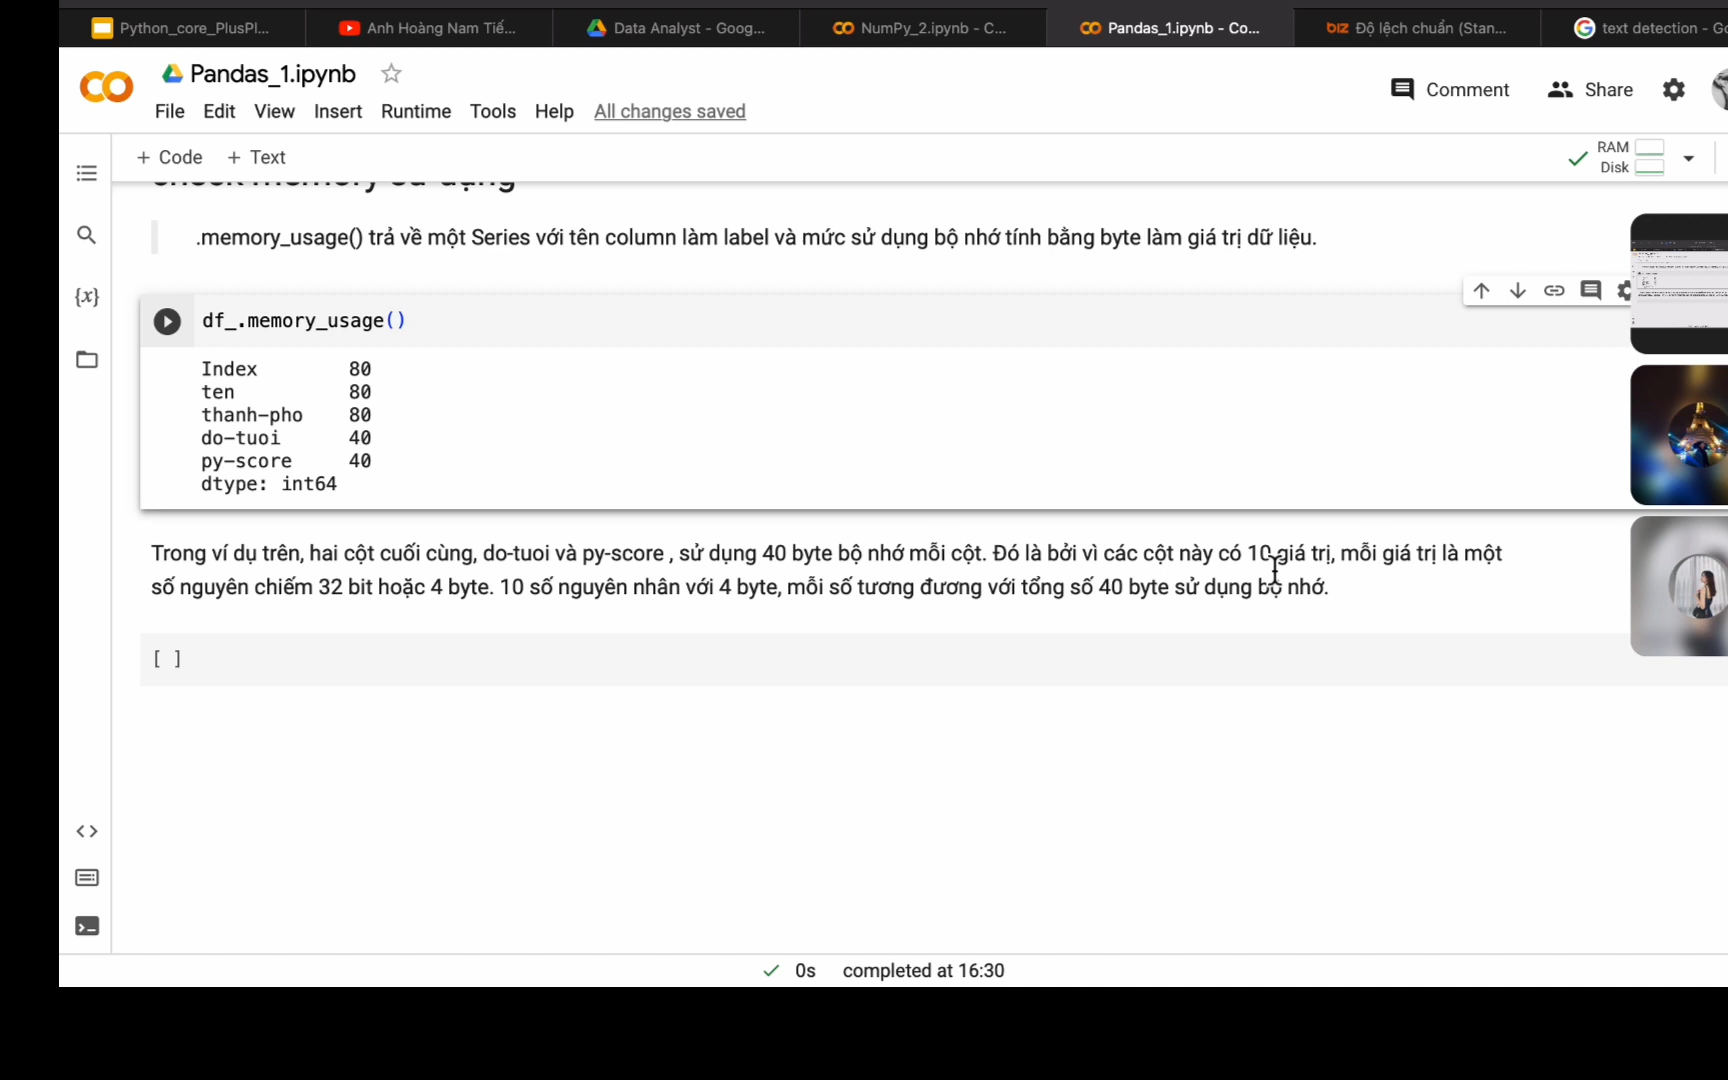 Python_core_PlusPl... Anh Hoàng Nam Tiế... Data Analyst - Goog... NumPy_2.ipynb - C... Pandas_1.ipynb - Co... biz Độ lệch chuẩn (Stan... text detection - Go
Pandas_1.ipynb
Comment Share
File Edit View Insert Runtime Tools Help All changes saved
+ Code + Text
RAM
Disk
check memory sử dụng
.memory_usage() trả về một Series với tên column làm label và mức sử dụng bộ nhớ tính bằng byte làm giá trị dữ liệu.
{x}
df_.memory_usage()
Index 80
ten 80
thanh-pho 80
do-tuoi 40
py-score 40
dtype: int64
Trong ví dụ trên, hai cột cuối cùng, do-tuoi và py-score , sử dụng 40 byte bộ nhớ mỗi cột. Đó là bởi vì các cột này có 10 giá trị, mỗi giá trị là một
số nguyên chiếm 32 bit hoặc 4 byte. 10 số nguyên nhân với 4 byte, mỗi số tương đương với tổng số 40 byte sử dụng bộ nhớ.
[ ]
0s completed at 16:30